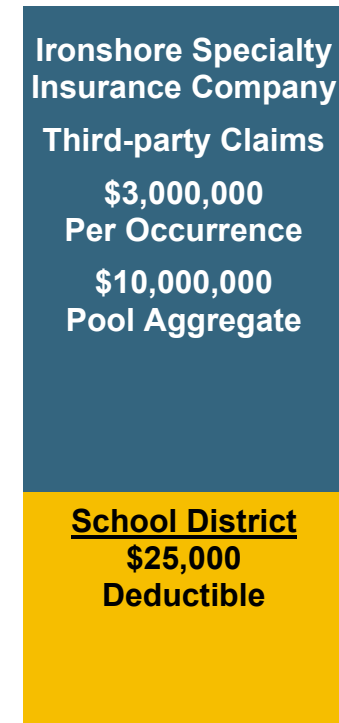 Ironshore Specialty
Insurance Company
Third-party Claims
$3,000,000
Per Occurrence
$10,000,000
Pool Aggregate
School District
$25,000
Deductible